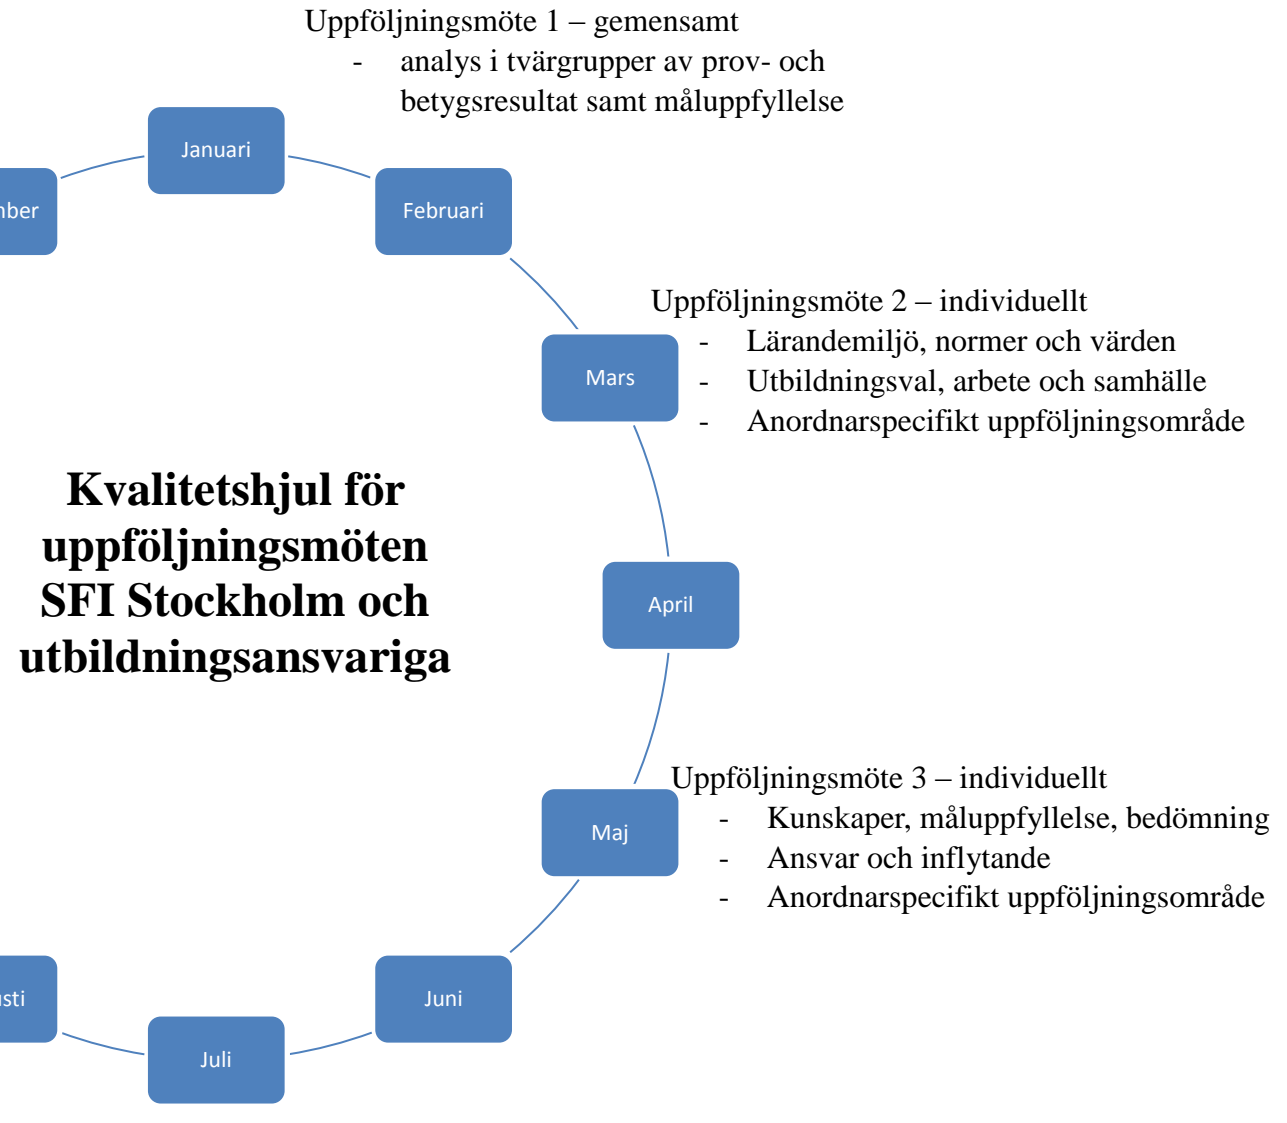 Uppföljningsmöte 1 – gemensamt
- analys i tvärgrupper av prov- och
betygsresultat samt måluppfyllelse
Januari
Februari
mber
Uppföljningsmöte 2 – individuellt
- Lärandemiljö, normer och värden
- Utbildningsval, arbete och samhälle
- Anordnarspecifikt uppföljningsområde
Mars
Kvalitetshjul för
uppföljningsmöten
SFI Stockholm och
utbildningsansvariga
April
Uppföljningsmöte 3 – individuellt
- Kunskaper, måluppfyllelse, bedömning
- Ansvar och inflytande
- Anordnarspecifikt uppföljningsområde
Maj
Juni
usti
Juli